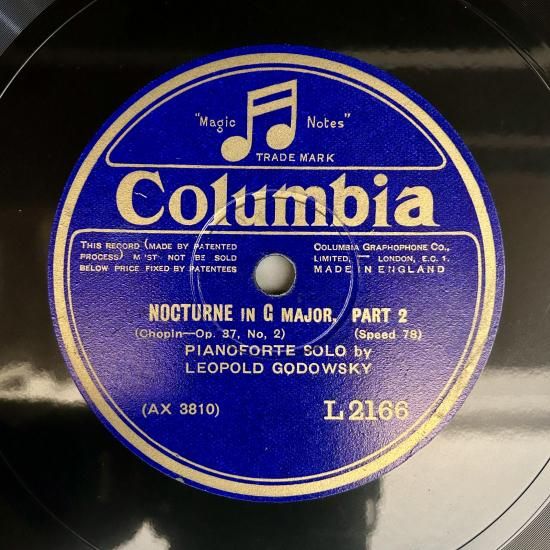 "Magic Notes"
TRADE MARK
Columbia
THIS RECORD (MADE BY PATENTED
PROCESS) MUST NOT BE SOLD
BELOW PRICE FIXED BY PATENTEES
COLUMBIA GRAPHOPHONE CO.,
LIMITED, — LONDON, E.C. 1.
MADE IN ENGLAND
NOCTURNE IN G MAJOR, PART 2
(Chopin—Op. 37, No, 2) (Speed 78)
PIANOFORTE SOLO by
LEOPOLD GODOWSKY
(AX 3810) L 2166